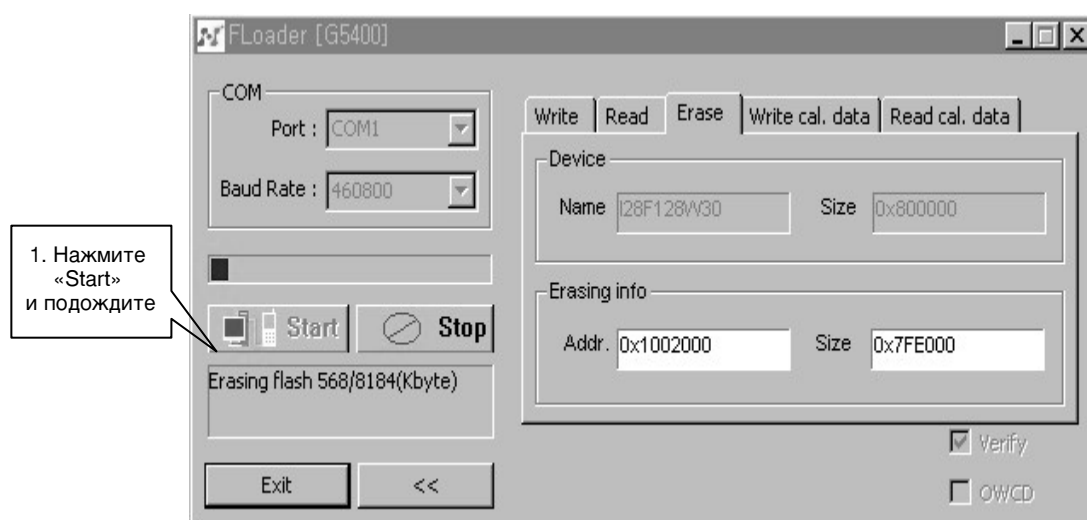 FLoader [G5400]
COM
Port : COM1
Baud Rate : 460800
1. Нажмите
«Start»
и подождите
Start
Stop
Erasing flash 568/8184(Kbyte)
Exit
<<
Write Read Erase Write cal. data Read cal. data
Device
Name I28F128W30 Size 0x800000
Erasing info
Addr. 0x1002000 Size 0x7FE000
Verify
OWCD